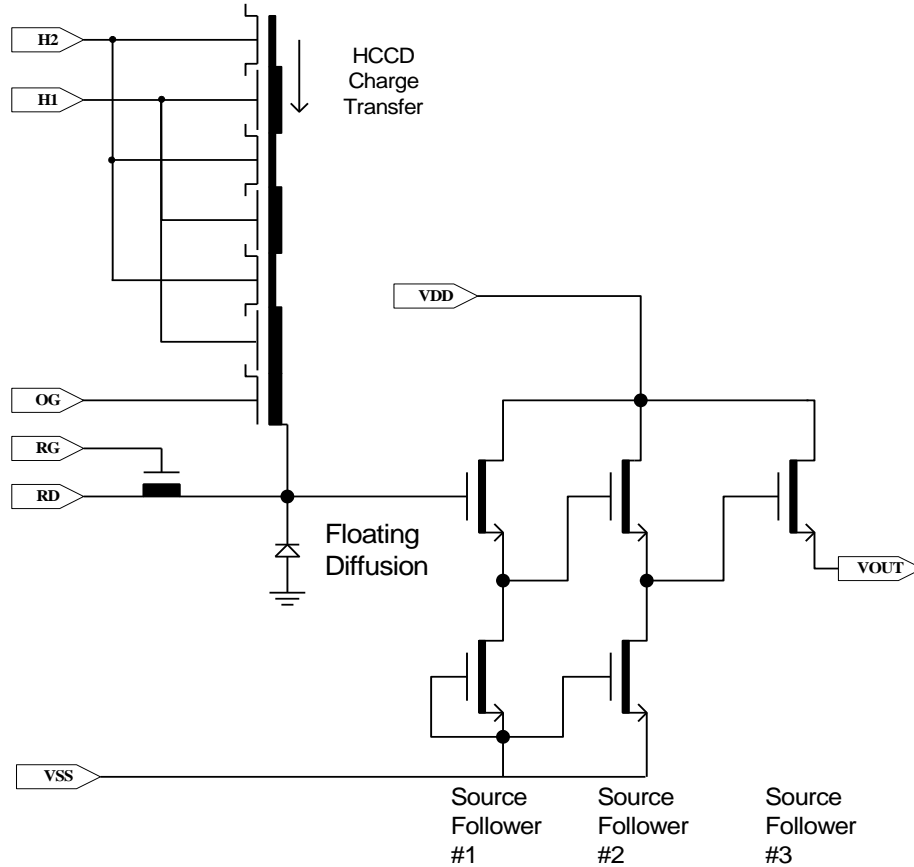 H2
HCCD
Charge
Transfer
H1
VDD
OG
RG
RD
Floating
Diffusion
VOUT
VSS
Source
Follower
#1
Source
Follower
#2
Source
Follower
#3